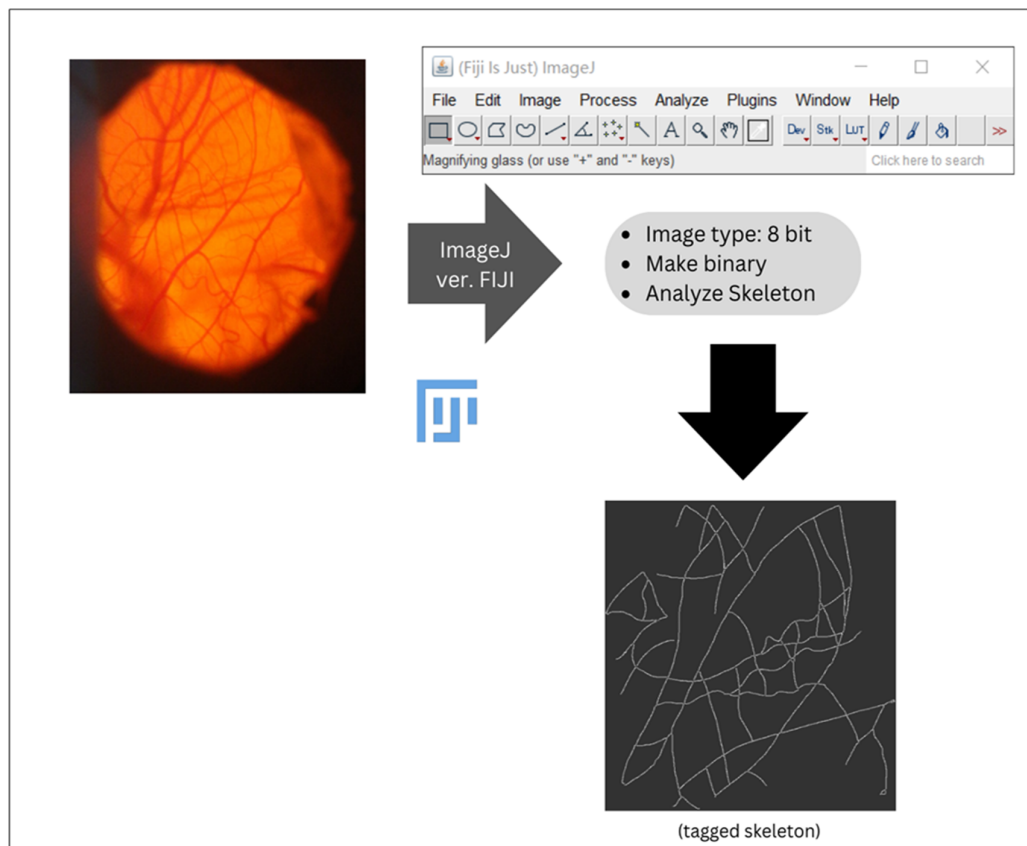 (Fiji Is Just) ImageJ
File Edit Image Process Analyze Plugins Window Help
Dev Stk LUT
Magnifying glass (or use "+" and "-" keys)
Click here to search
ImageJ
ver. FIJI
• Image type: 8 bit
• Make binary
• Analyze Skeleton
(tagged skeleton)